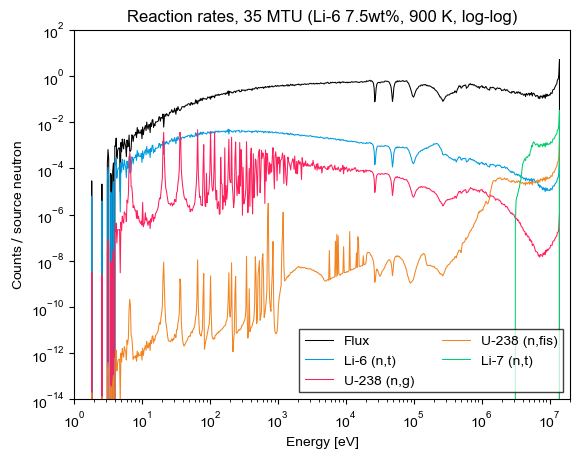 Reaction rates, 35 MTU (Li-6 7.5wt%, 900 K, log-log)
Counts / source neutron
10^2
10^0
10^-2
10^-4
10^-6
10^-8
10^-10
10^-12
10^-14
Flux
Li-6 (n,t)
U-238 (n,g)
U-238 (n,fis)
Li-7 (n,t)
10^0 10^1 10^2 10^3 10^4 10^5 10^6 10^7
Energy [eV]